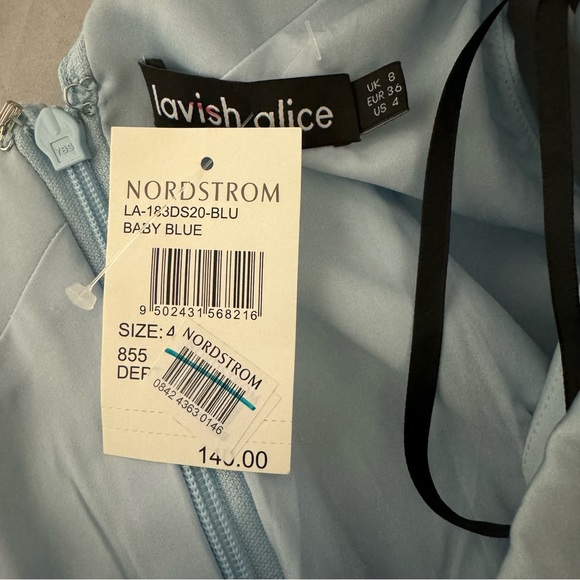 lavish alice
UK 8
EUR 36
US 4
NORDSTROM
LA-183DS20-BLU
BABY BLUE
9 502431 568216
SIZE: 4
855
NORDSTROM
0842 4363 0146